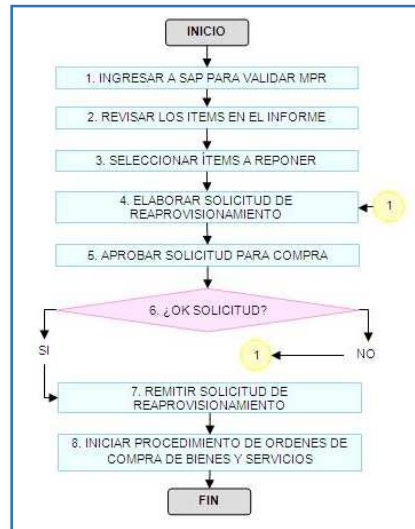 INICIO
1. INGRESAR A SAP PARA VALIDAR MPR
2. REVISAR LOS ITEMS EN EL INFORME
3. SELECCIONAR ÍTEMS A REPONER
4. ELABORAR SOLICITUD DE
REAPROVISIONAMIENTO
1
5. APROBAR SOLICITUD PARA COMPRA
6. ¿OK SOLICITUD?
SI
1
NO
7. REMITIR SOLICITUD DE
REAPROVISIONAMIENTO
8. INICIAR PROCEDIMIENTO DE ORDENES DE
COMPRA DE BIENES Y SERVICIOS
FIN